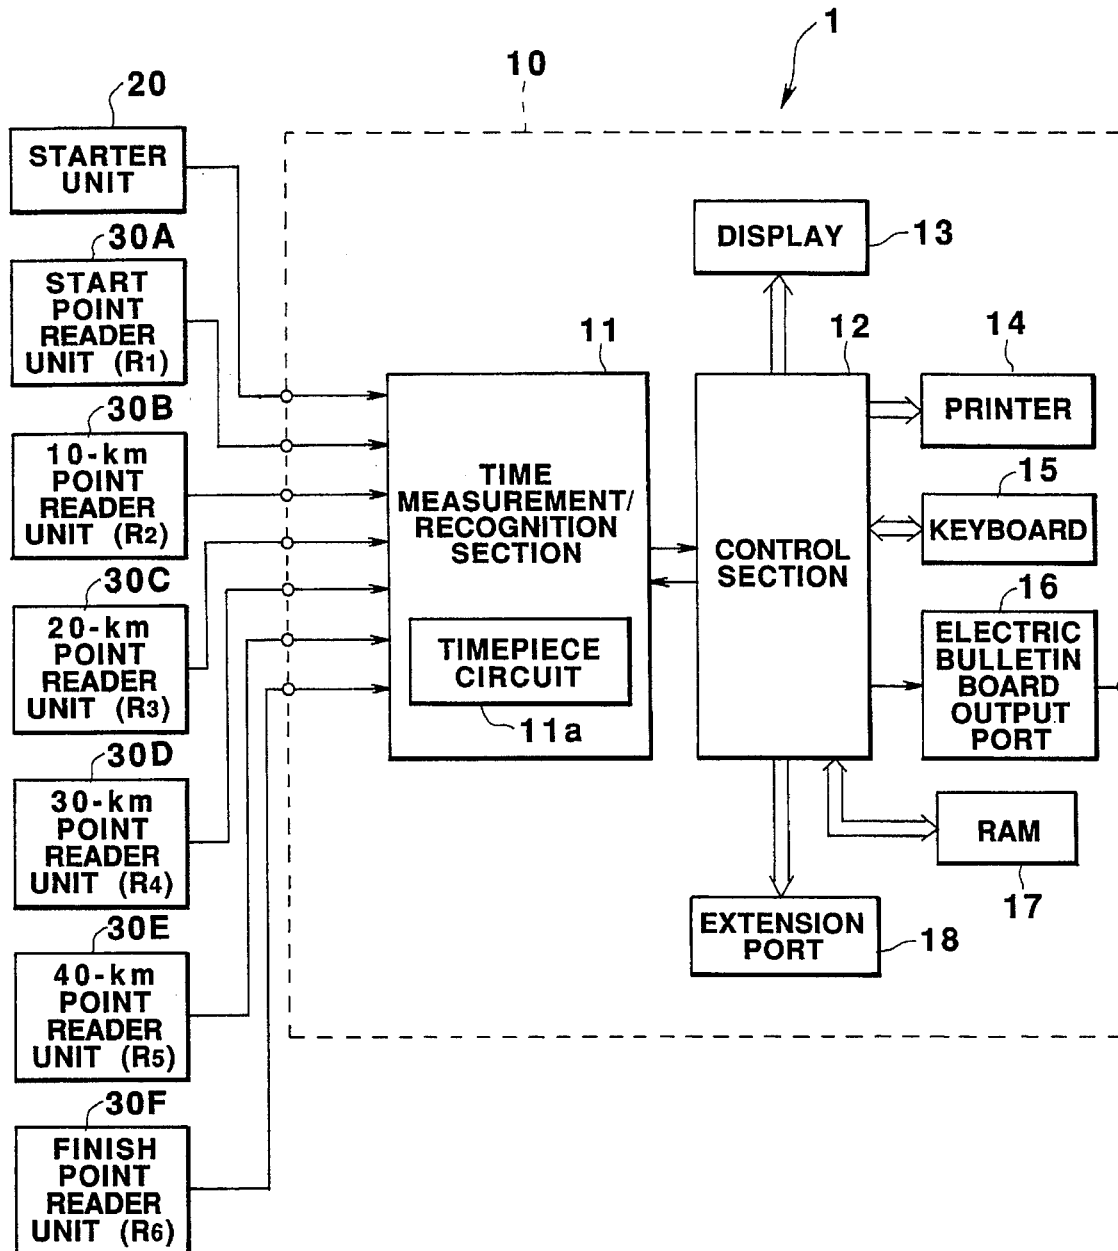 1
10
20
STARTER
UNIT
30A
START
POINT
READER
UNIT (R1)
30B
10-km
POINT
READER
UNIT (R2)
30C
20-km
POINT
READER
UNIT (R3)
30D
30-km
POINT
READER
UNIT (R4)
30E
40-km
POINT
READER
UNIT (R5)
30F
FINISH
POINT
READER
UNIT (R6)
11
TIME
MEASUREMENT/
RECOGNITION
SECTION
TIMEPIECE
CIRCUIT
11a
DISPLAY
13
12
CONTROL
SECTION
14
PRINTER
15
KEYBOARD
16
ELECTRIC
BULLETIN
BOARD
OUTPUT
PORT
RAM
17
EXTENSION
PORT
18